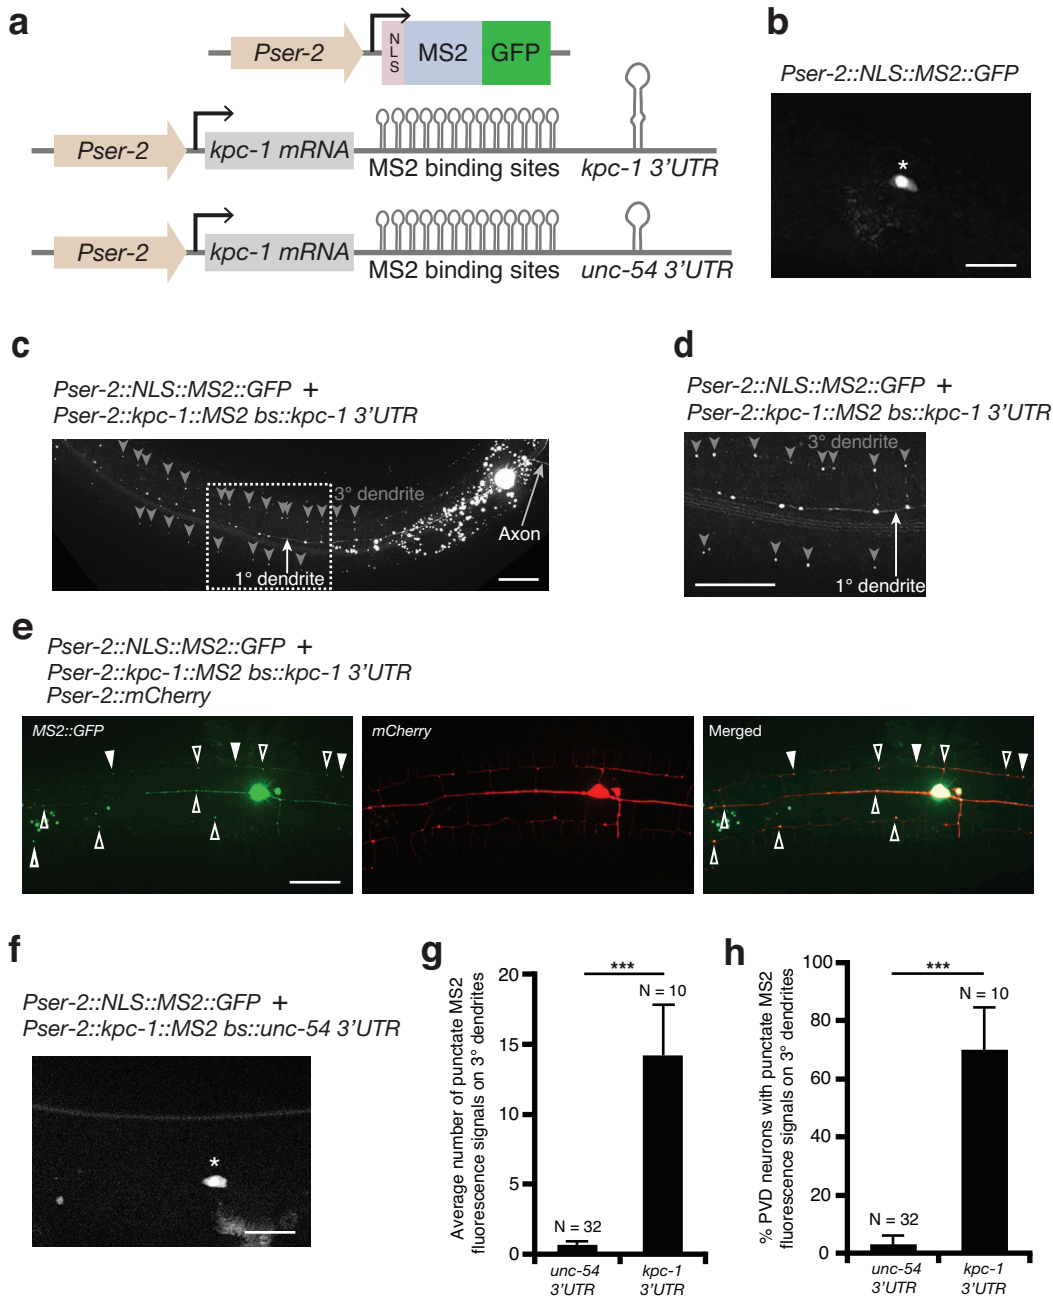 a
Pser-2
NLS
MS2
GFP
Pser-2
kpc-1 mRNA
MS2 binding sites
kpc-1 3’UTR
Pser-2
kpc-1 mRNA
MS2 binding sites
unc-54 3’UTR
b
Pser-2::NLS::MS2::GFP
*
c
Pser-2::NLS::MS2::GFP +
Pser-2::kpc-1::MS2 bs::kpc-1 3’UTR
3° dendrite
Axon
1° dendrite
d
Pser-2::NLS::MS2::GFP +
Pser-2::kpc-1::MS2 bs::kpc-1 3’UTR
3° dendrite
1° dendrite
e
Pser-2::NLS::MS2::GFP +
Pser-2::kpc-1::MS2 bs::kpc-1 3’UTR
Pser-2::mCherry
MS2::GFP
mCherry
Merged
f
Pser-2::NLS::MS2::GFP +
Pser-2::kpc-1::MS2 bs::unc-54 3’UTR
*
g
Average number of punctate MS2
fluorescence signals on 3° dendrites
20
15
10
5
0
***
N = 10
N = 32
unc-54
3’UTR
kpc-1
3’UTR
h
% PVD neurons with punctate MS2
fluorescence signals on 3° dendrites
100
80
60
40
20
0
***
N = 10
N = 32
unc-54
3’UTR
kpc-1
3’UTR